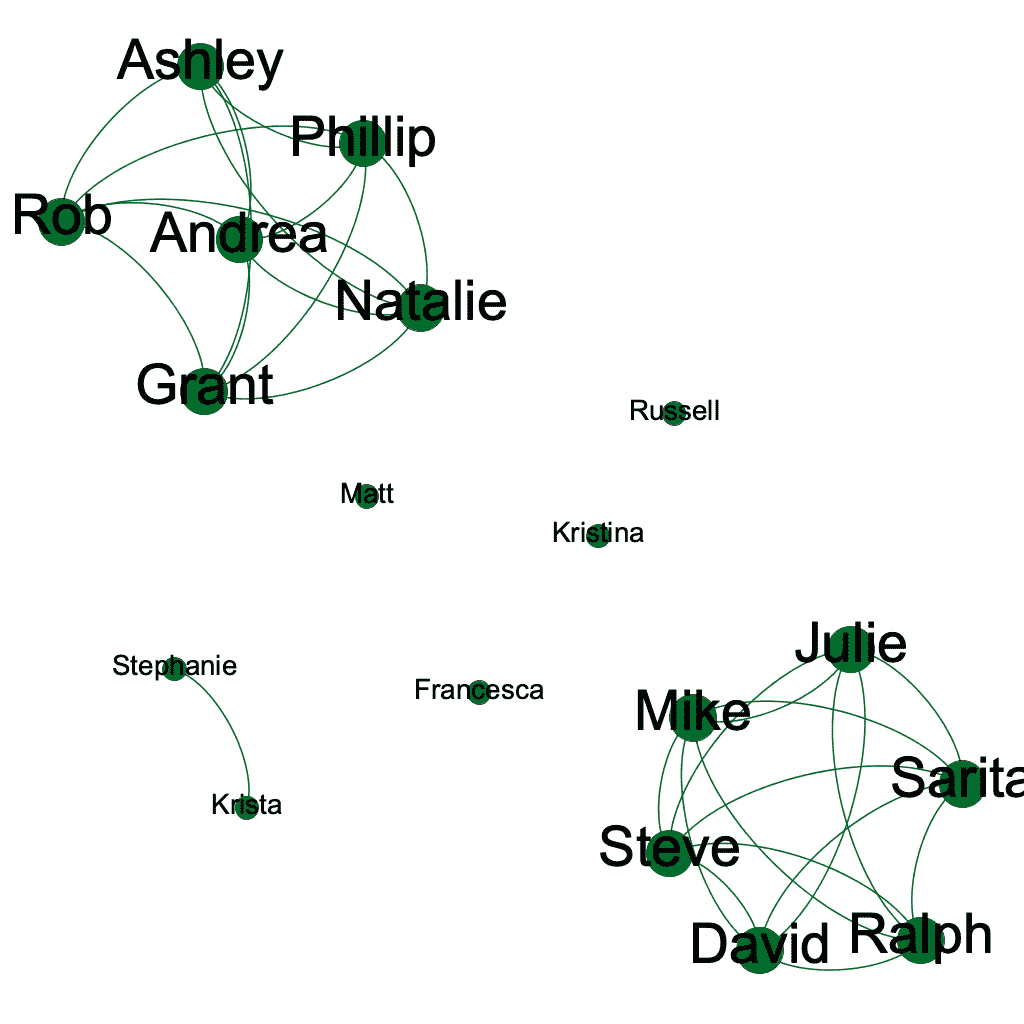 Ashley
Phillip
Rob
Andrea
Natalie
Grant
Russell
Matt
Kristina
Julie
Stephanie
Francesca
Mike
Sarita
Krista
Steve
David
Ralph